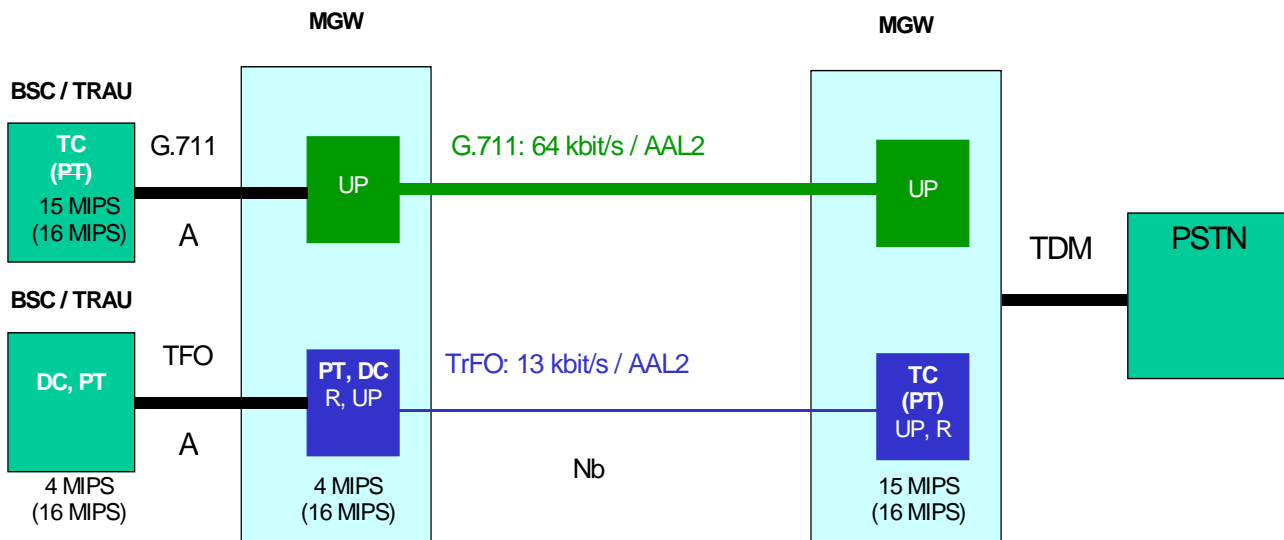 MGW
MGW
BSC / TRAU
TC
(PT)
15 MIPS
(16 MIPS)
G.711
A
UP
G.711: 64 kbit/s / AAL2
UP
TDM
PSTN
BSC / TRAU
DC, PT
4 MIPS
(16 MIPS)
TFO
A
PT, DC
R, UP
4 MIPS
(16 MIPS)
TrFO: 13 kbit/s / AAL2
Nb
TC
(PT)
UP, R
15 MIPS
(16 MIPS)